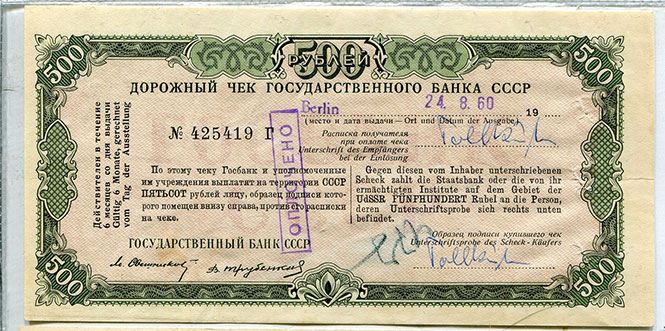 500 500 500
РУБЛЕЙ
ДОРОЖНЫЙ ЧЕК ГОСУДАРСТВЕННОГО БАНКА СССР
Berlin 24. 8. 60 19
(место и дата выдачи — Ort und Datum der Ausgabe)
№ 425419 Г
Расписка получателя
при оплате чека
Unterschrift des Empfängers
bei der Einlösung
ОПЛАЧЕНО
Действителен в течение
6 месяцев со дня выдачи
Gültig 6 Monate, gerechnet
vom Tag der Ausstellung
По этому чеку Госбанк и уполномоченные
им учреждения выплатят на территории СССР
ПЯТЬСОТ рублей лицу, образец подписи кото-
рого помещен внизу справа, против расписки
на чеке.
ГОСУДАРСТВЕННЫЙ БАНК СССР
Gegen diesen vom Inhaber unterschriebenen
Scheck zahlt die Staatsbank oder die von ihr
ermächtigten Institute auf dem Gebiet der
UdSSR FÜNFHUNDERT Rubel an die Person,
deren Unterschriftsprobe sich rechts unten
befindet.
Образец подписи купившего чек
Unterschriftsprobe des Scheck-Käufers
500 500